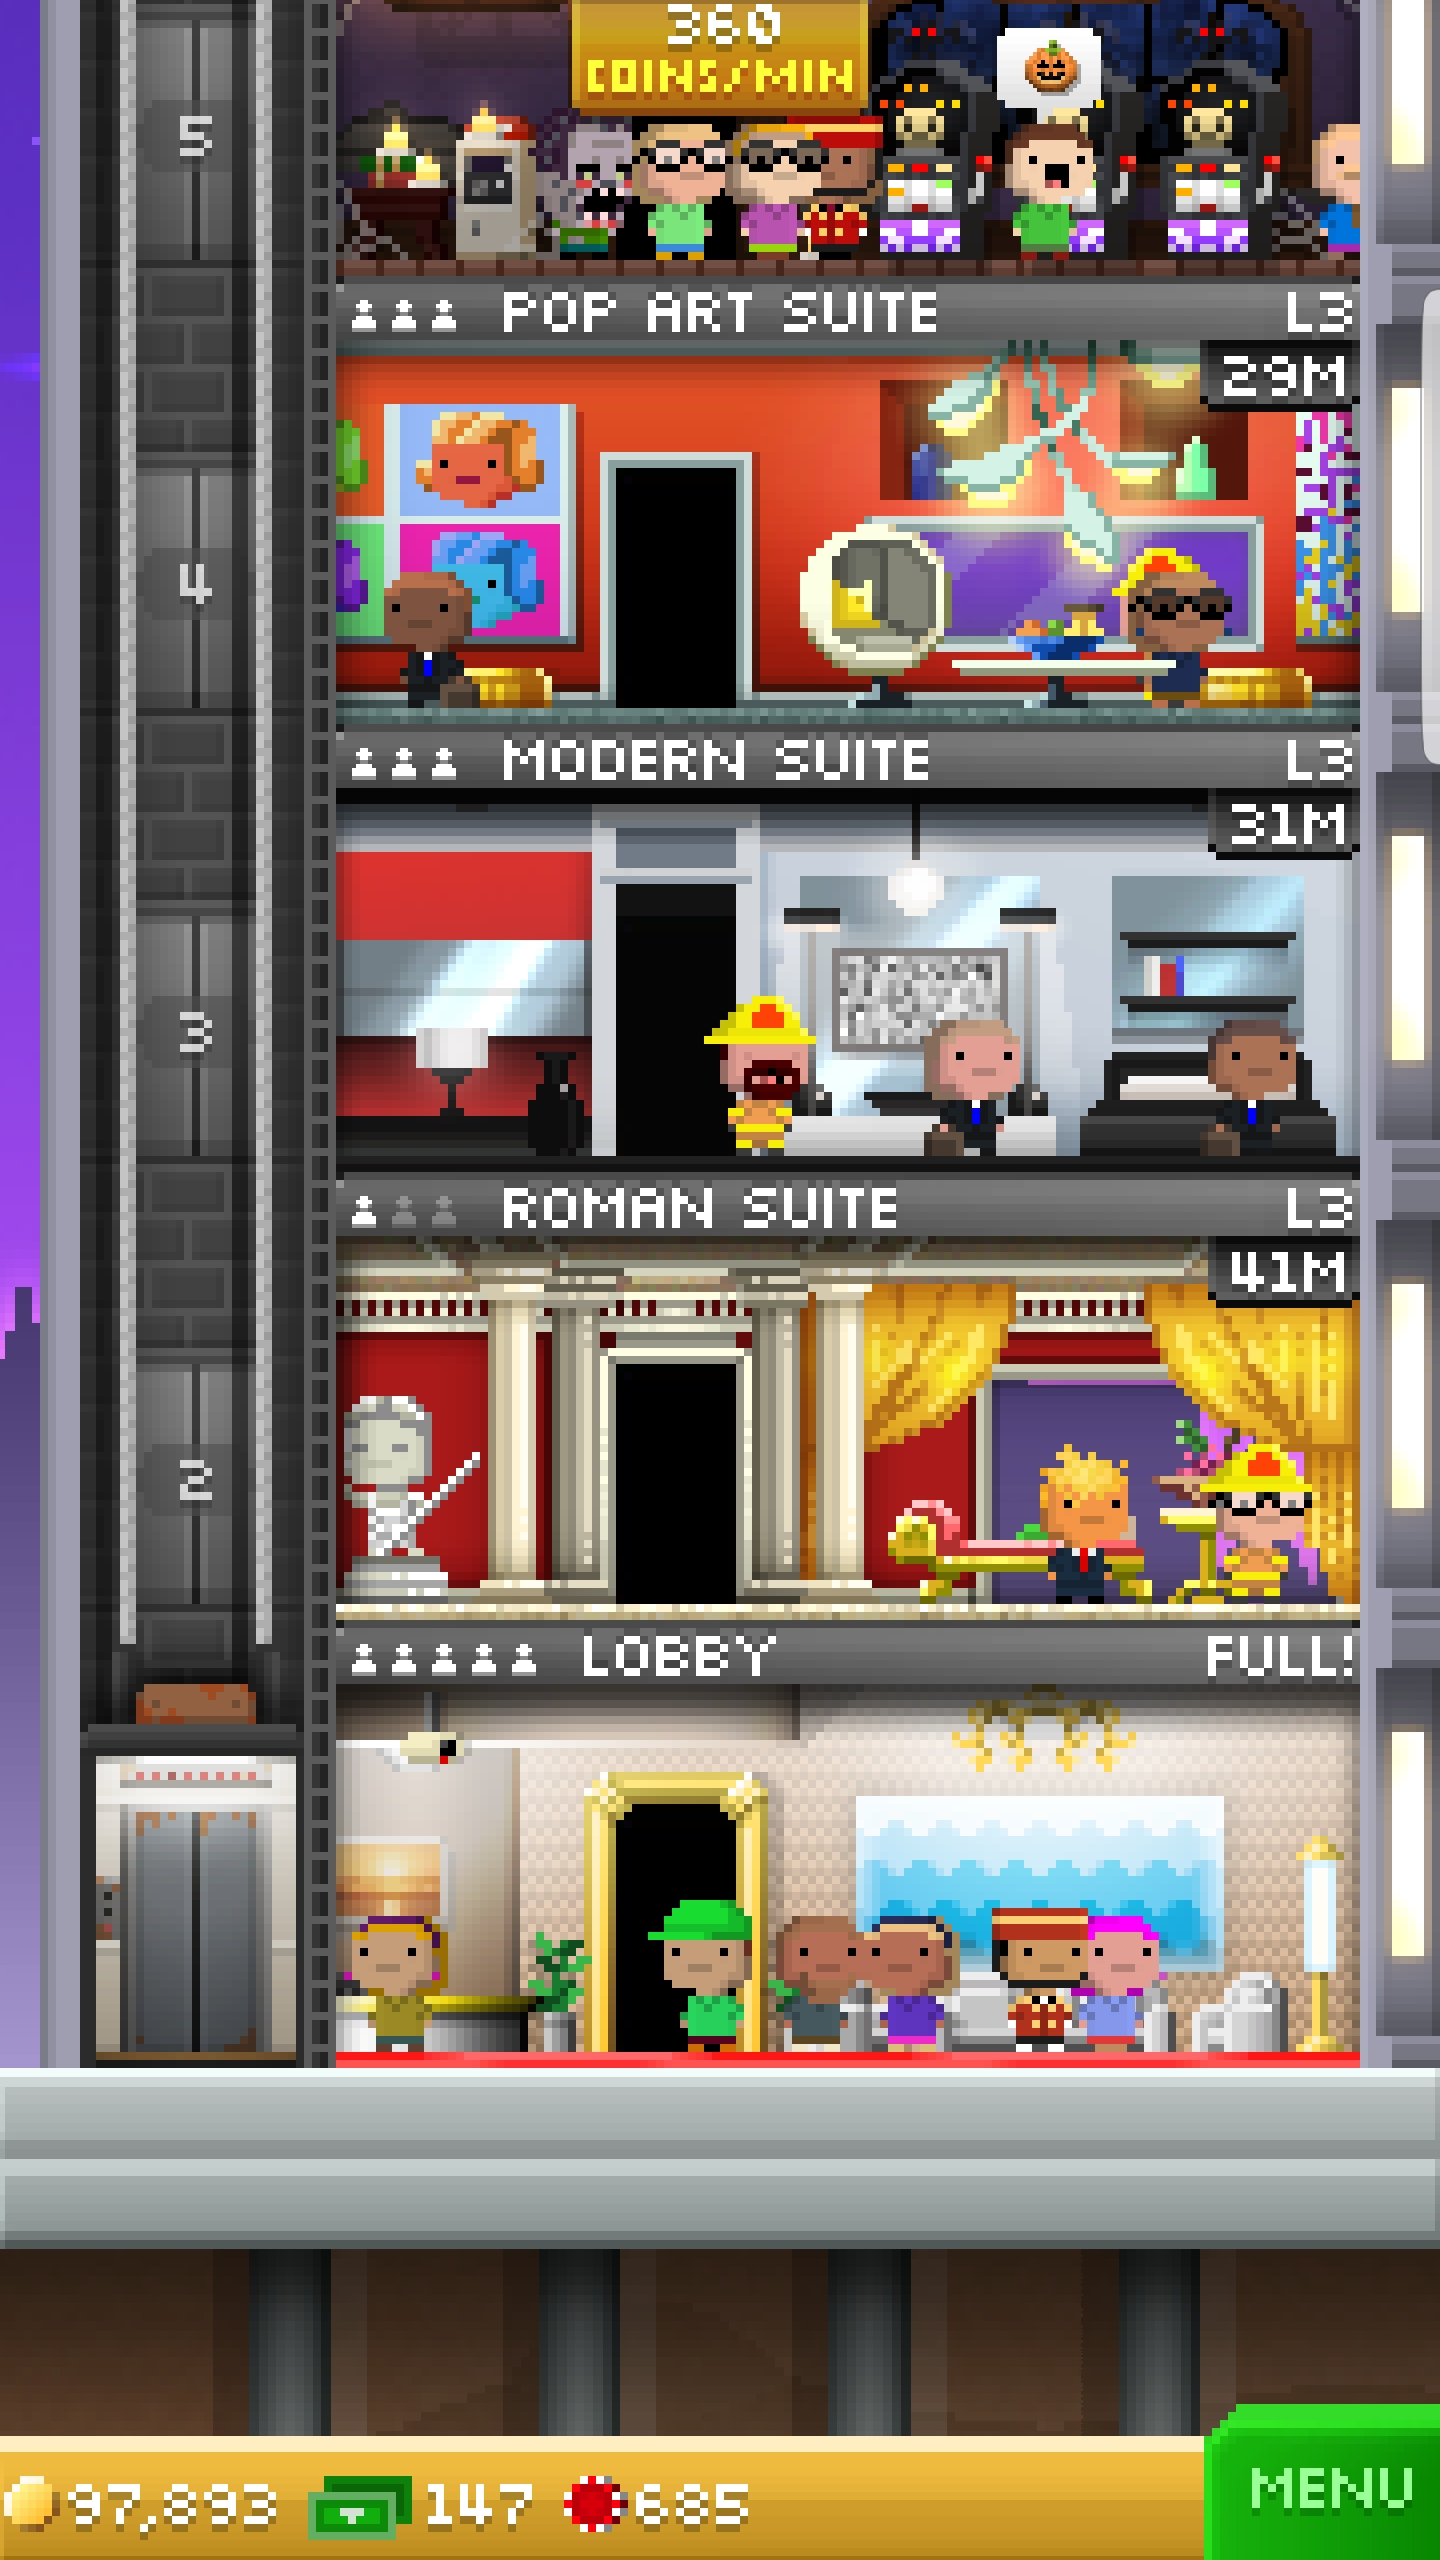 360
COINS/MIN
5
POP ART SUITE L3
29M
4
MODERN SUITE L3
31M
3
ROMAN SUITE L3
41M
2
LOBBY FULL!
97,893 147 685
MENU